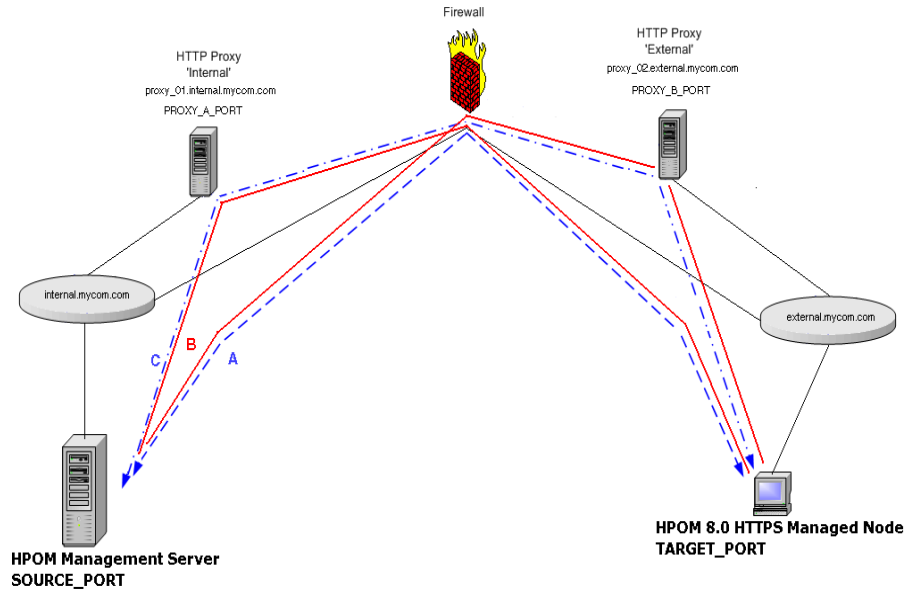 Firewall
HTTP Proxy
'Internal'
proxy_01.internal.mycom.com
PROXY_A_PORT
HTTP Proxy
'External'
proxy_02.external.mycom.com
PROXY_B_PORT
internal.mycom.com
external.mycom.com
C
B
A
HPOM Management Server
SOURCE_PORT
HPOM 8.0 HTTPS Managed Node
TARGET_PORT